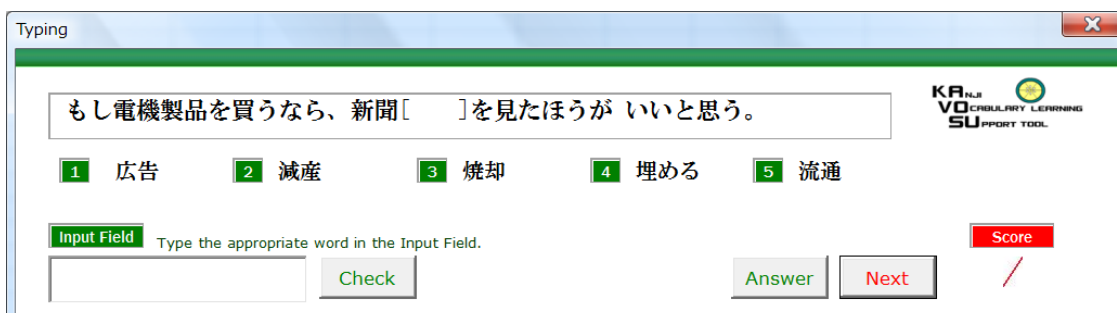 Typing
もし電機製品を買うなら、新聞[　　]を見たほうが いいと思う。
KANJI
VOCABULARY LEARNING
SUPPORT TOOL
1 広告 2 減産 3 焼却 4 埋める 5 流通
Input Field Type the appropriate word in the Input Field. Score
Check Answer Next /